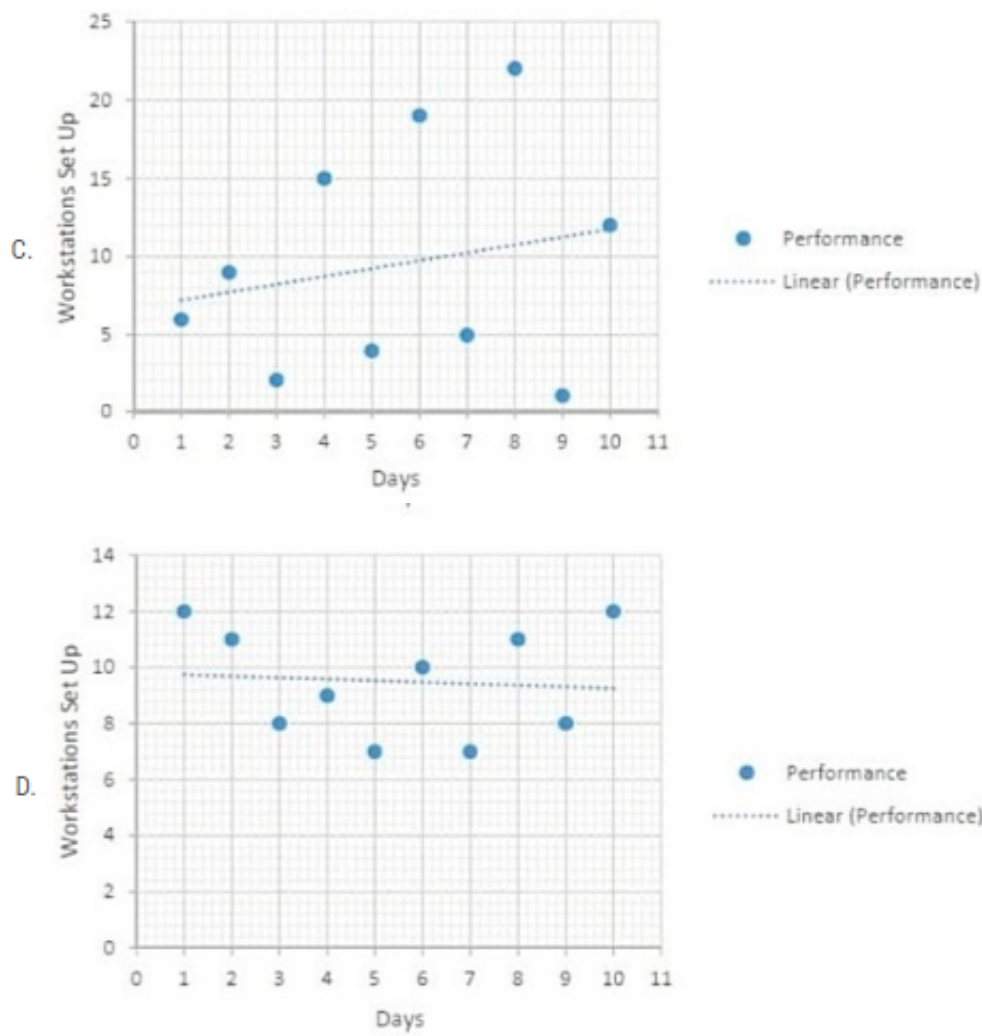 C.
Workstations Set Up
25
20
15
10
5
0
0 1 2 3 4 5 6 7 8 9 10 11
Days
Performance
Linear (Performance)
D.
Workstations Set Up
14
12
10
8
6
4
2
0
0 1 2 3 4 5 6 7 8 9 10 11
Days
Performance
Linear (Performance)